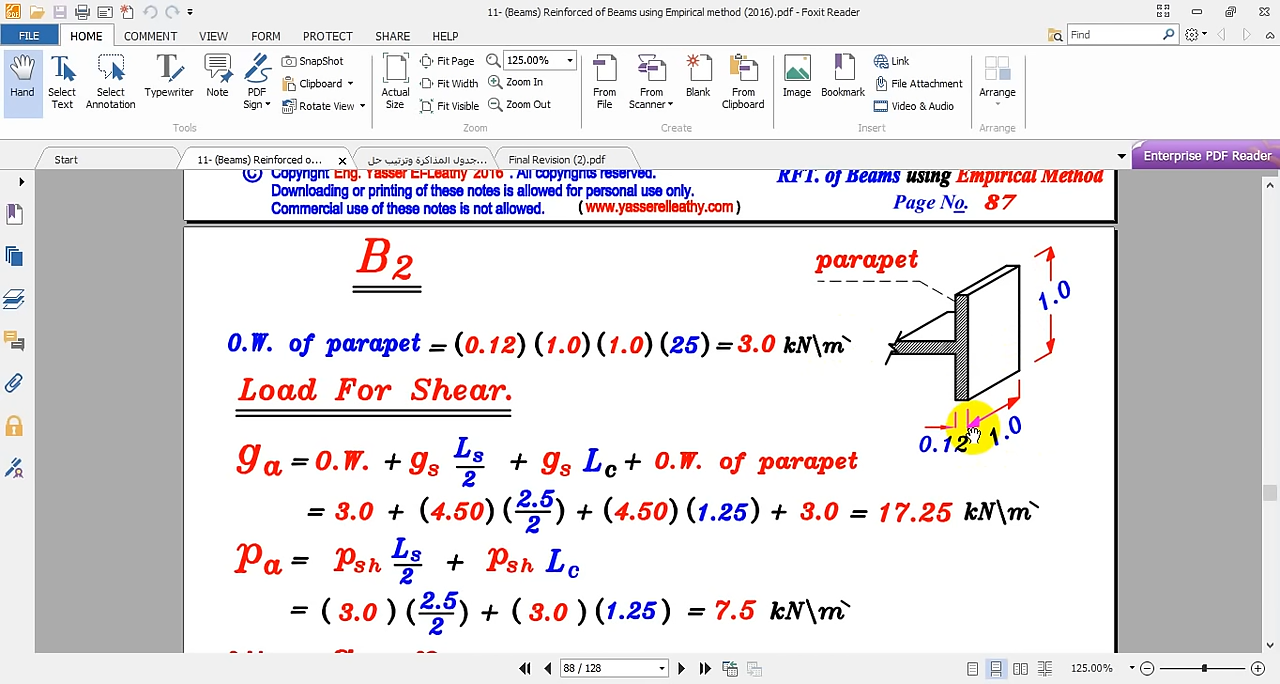 11- (Beams) Reinforced of Beams using Empirical method (2016).pdf - Foxit Reader
FILE HOME COMMENT VIEW FORM PROTECT SHARE HELP
Find
Hand
Select Text
Select Annotation
Typewriter
Note
PDF Sign
SnapShot
Clipboard
Rotate View
Tools
Actual Size
Fit Page
Fit Width
Fit Visible
125.00%
Zoom In
Zoom Out
Zoom
From File
From Scanner
Blank
From Clipboard
Create
Image
Bookmark
Link
File Attachment
Video & Audio
Insert
Arrange
Arrange
Start
11- (Beams) Reinforced o...
جدول المذاكرة وترتيب حل...
Final Revision (2).pdf
Enterprise PDF Reader
© Copyright Eng. Yasser El-Leathy 2016 . All copyrights reserved.
Downloading or printing of these notes is allowed for personal use only.
Commercial use of these notes is not allowed. ( www.yasserelleathy.com )
RFT. of Beams using Empirical Method
Page No. 87
B2
parapet
1.0
O.W. of parapet = (0.12) (1.0) (1.0) (25) = 3.0 kN\m`
Load For Shear.
0.12 1.0
ga = O.W. + gs Ls/2 + gs Lc + O.W. of parapet
= 3.0 + (4.50) (2.5/2) + (4.50) (1.25) + 3.0 = 17.25 kN\m`
pa = psh Ls/2 + psh Lc
= ( 3.0 ) (2.5/2) + ( 3.0 ) (1.25) = 7.5 kN\m`
88 / 128
125.00%